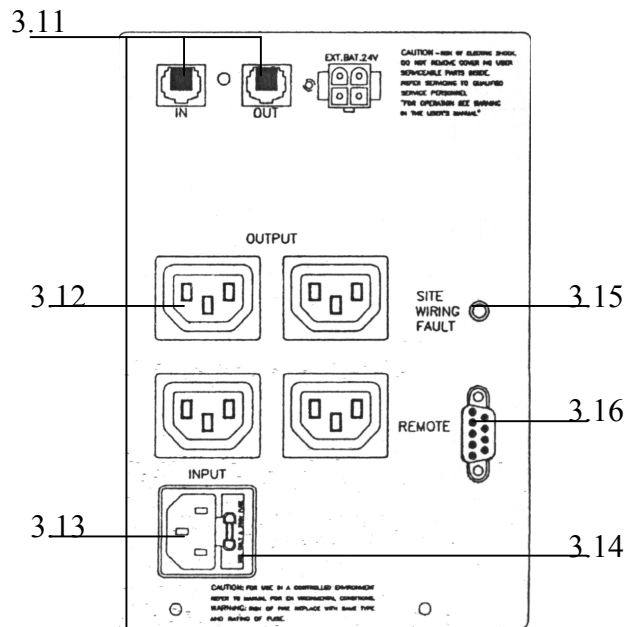 3.11
EXT.BAT.24V
CAUTION - RISK OF ELECTRIC SHOCK,
DO NOT REMOVE COVER NO USER
SERVICEABLE PARTS INSIDE,
REFER SERVICING TO QUALIFIED
SERVICE PERSONNEL
"FOR OPERATION SEE WARNING
IN THE USER'S MANUAL"
IN
OUT
OUTPUT
3.12
SITE
WIRING
FAULT
3.15
REMOTE
3.16
INPUT
3.13
3.14
CAUTION: FOR USE IN A CONTROLLED ENVIRONMENT
REFER TO MANUAL FOR ENVIRONMENTAL CONDITIONS.
WARNING: RISK OF FIRE REPLACE WITH SAME TYPE
AND RATING OF FUSE.